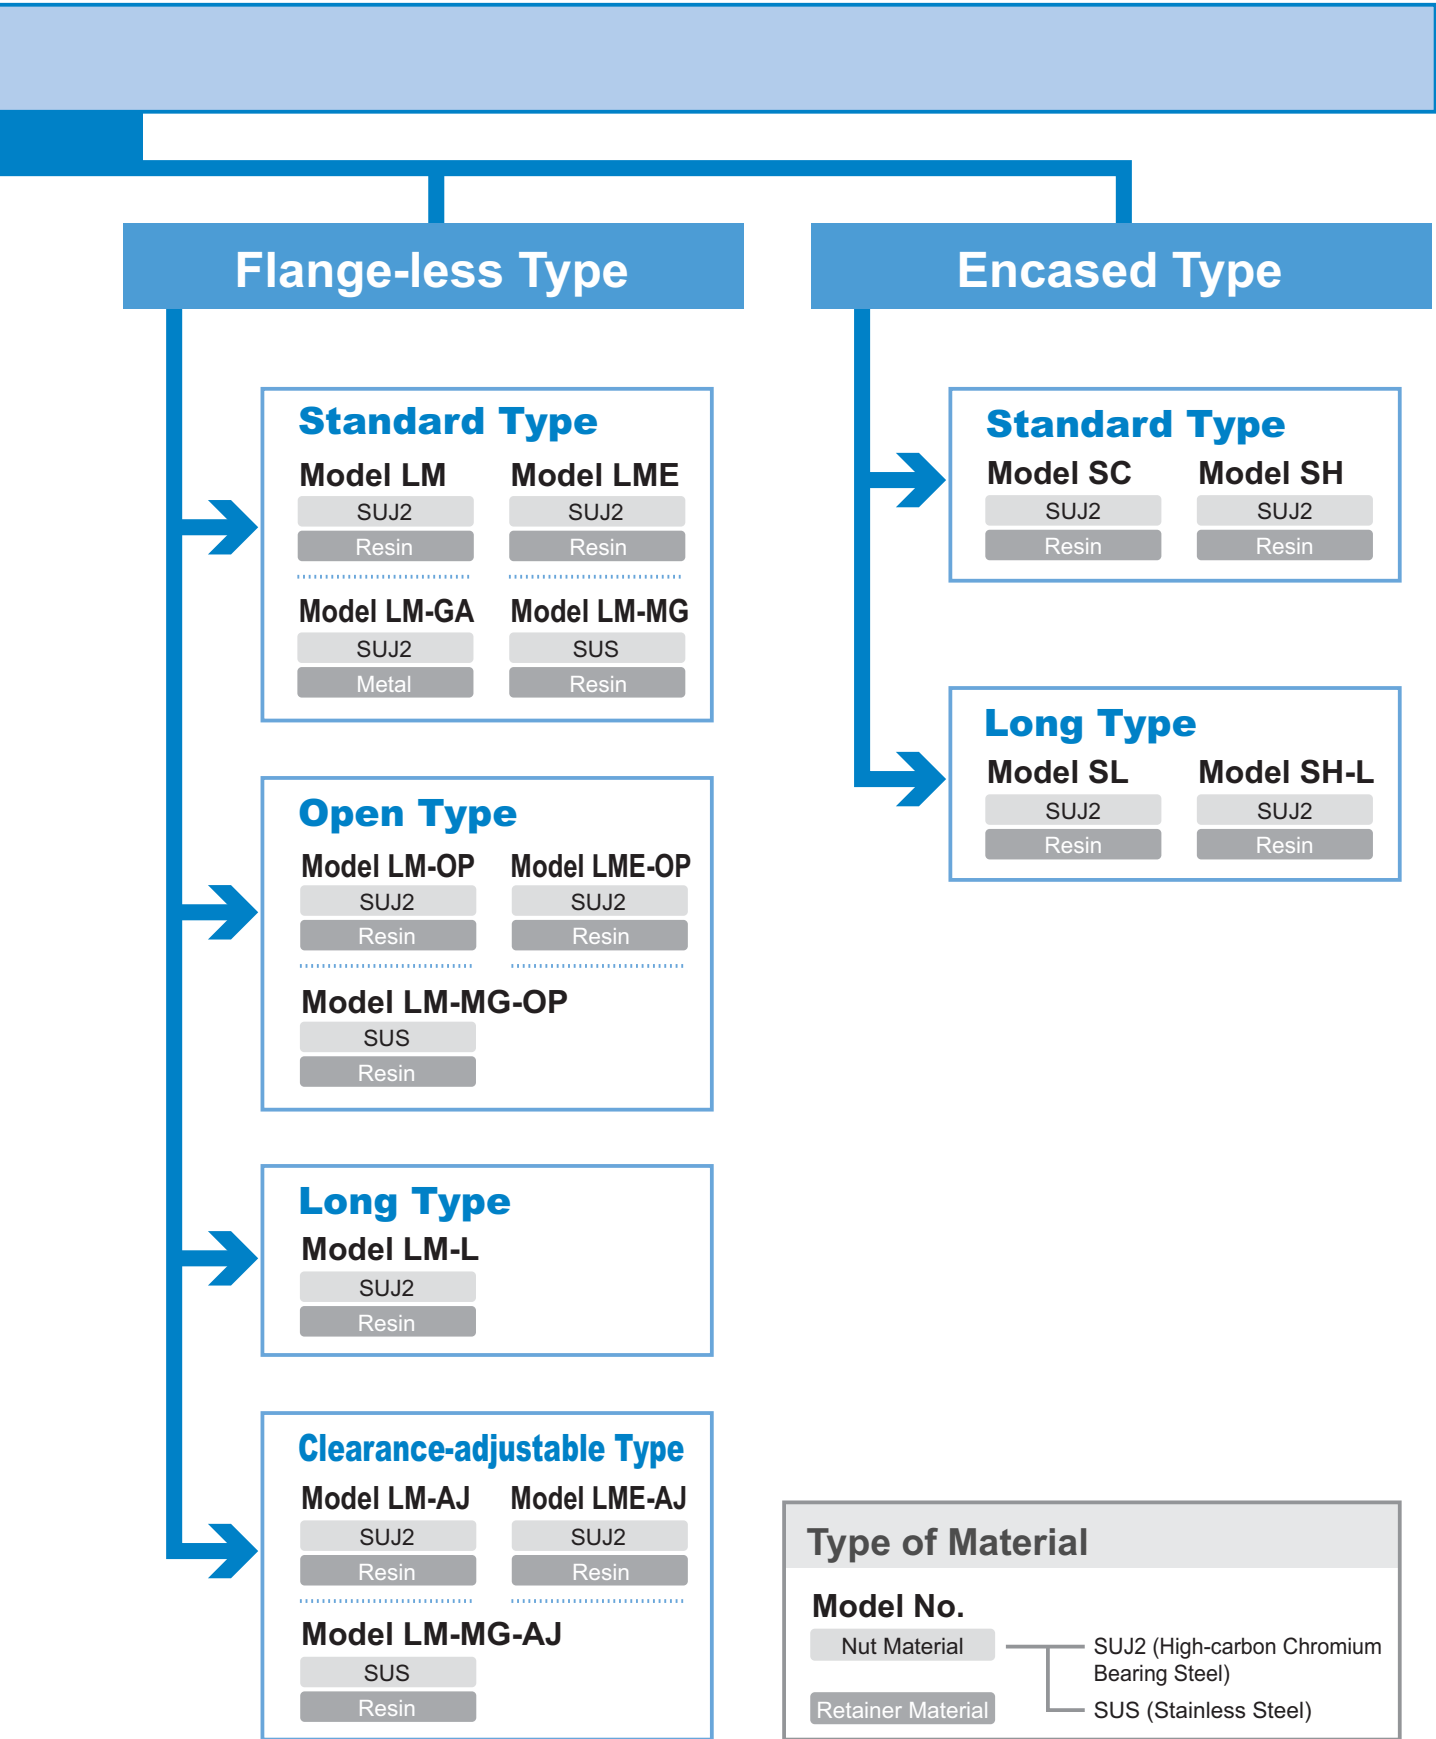 Flange-less Type
Standard Type
Model LM Model LME
SUJ2 SUJ2
Resin Resin
Model LM-GA Model LM-MG
SUJ2 SUS
Metal Resin
Open Type
Model LM-OP Model LME-OP
SUJ2 SUJ2
Resin Resin
Model LM-MG-OP
SUS
Resin
Long Type
Model LM-L
SUJ2
Resin
Clearance-adjustable Type
Model LM-AJ Model LME-AJ
SUJ2 SUJ2
Resin Resin
Model LM-MG-AJ
SUS
Resin
Encased Type
Standard Type
Model SC Model SH
SUJ2 SUJ2
Resin Resin
Long Type
Model SL Model SH-L
SUJ2 SUJ2
Resin Resin
Type of Material
Model No.
Nut Material SUJ2 (High-carbon Chromium
Bearing Steel)
Retainer Material SUS (Stainless Steel)